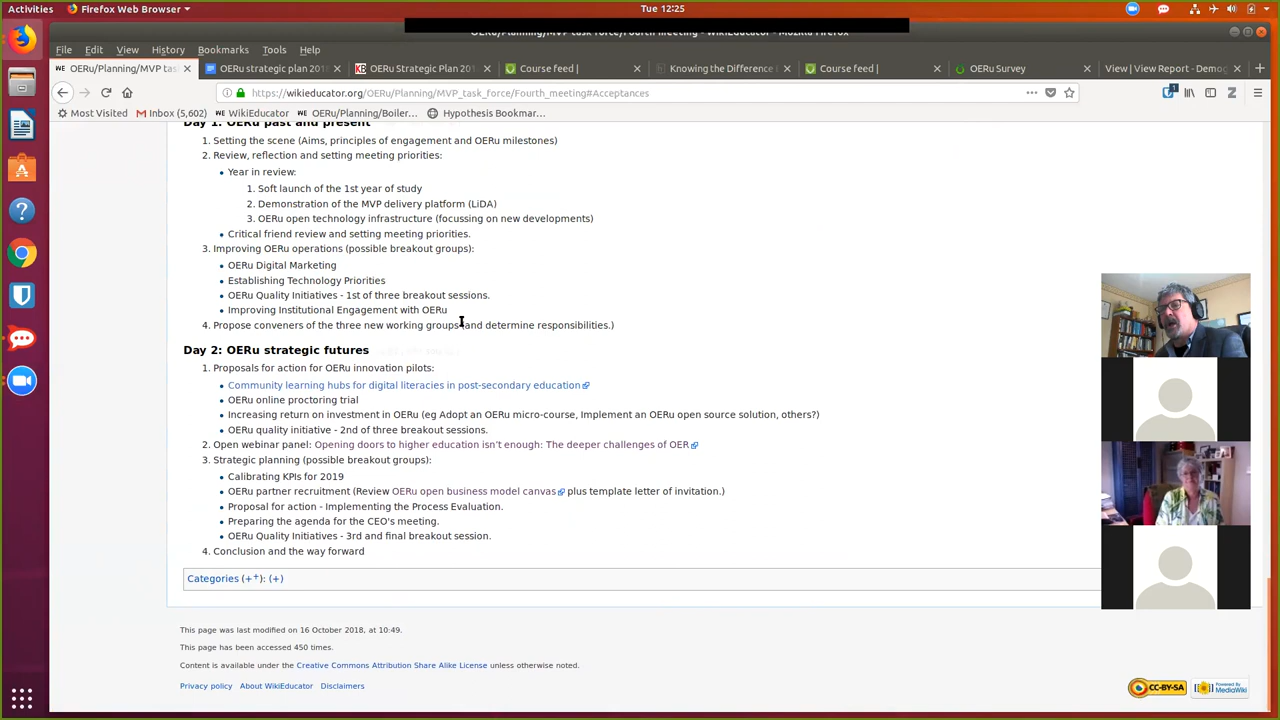 Activities Firefox Web Browser Tue 12:25
OERu/Planning/MVP task force/Fourth meeting - WikiEducator - Mozilla Firefox
File Edit View History Bookmarks Tools Help
WE OERu/Planning/MVP tas OERu strategic plan 201 KB OERu Strategic Plan 201 Course feed | Knowing the Difference Course feed | OERu Survey View | View Report - Demog
https://wikieducator.org/OERu/Planning/MVP_task_force/Fourth_meeting#Acceptances
Most Visited Inbox (5,602) WE WikiEducator WE OERu/Planning/Boiler... Hypothesis Bookmar...
Day 1: OERu past and present
1. Setting the scene (Aims, principles of engagement and OERu milestones)
2. Review, reflection and setting meeting priorities:
• Year in review:
1. Soft launch of the 1st year of study
2. Demonstration of the MVP delivery platform (LiDA)
3. OERu open technology infrastructure (focussing on new developments)
• Critical friend review and setting meeting priorities.
3. Improving OERu operations (possible breakout groups):
• OERu Digital Marketing
• Establishing Technology Priorities
• OERu Quality Initiatives - 1st of three breakout sessions.
• Improving Institutional Engagement with OERu
4. Propose conveners of the three new working groups and determine responsibilities.)
Day 2: OERu strategic futures
1. Proposals for action for OERu innovation pilots:
• Community learning hubs for digital literacies in post-secondary education
• OERu online proctoring trial
• Increasing return on investment in OERu (eg Adopt an OERu micro-course, Implement an OERu open source solution, others?)
• OERu quality initiative - 2nd of three breakout sessions.
2. Open webinar panel: Opening doors to higher education isn't enough: The deeper challenges of OER
3. Strategic planning (possible breakout groups):
• Calibrating KPIs for 2019
• OERu partner recruitment (Review OERu open business model canvas plus template letter of invitation.)
• Proposal for action - Implementing the Process Evaluation.
• Preparing the agenda for the CEO's meeting.
• OERu Quality Initiatives - 3rd and final breakout session.
4. Conclusion and the way forward
Categories (++): (+)
This page was last modified on 16 October 2018, at 10:49.
This page has been accessed 450 times.
Content is available under the Creative Commons Attribution Share Alike License unless otherwise noted.
Privacy policy About WikiEducator Disclaimers
CC-BY-SA Powered By MediaWiki